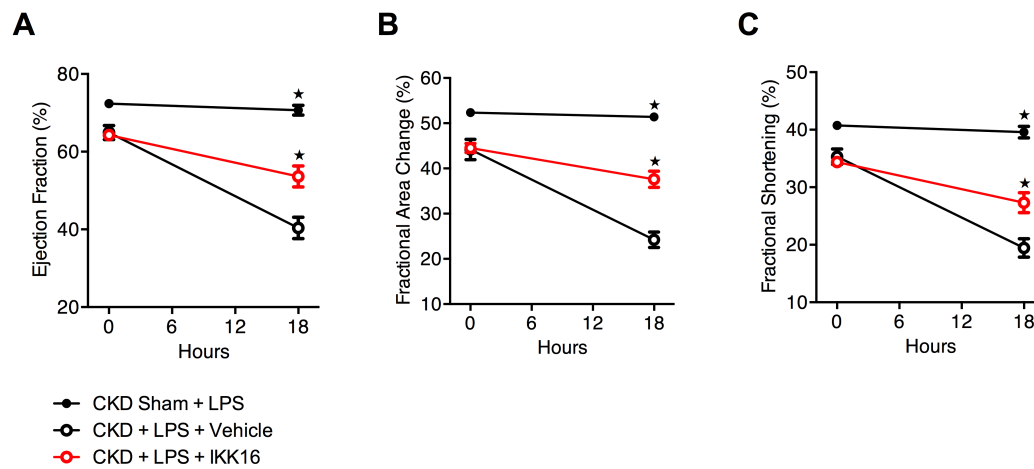 A
B
C
Ejection Fraction (%)
80
60
40
20
0 6 12 18
Hours
★
★
Fractional Area Change (%)
60
50
40
30
20
10
0 6 12 18
Hours
★
★
Fractional Shortening (%)
50
40
30
20
10
0 6 12 18
Hours
★
★
CKD Sham + LPS
CKD + LPS + Vehicle
CKD + LPS + IKK16